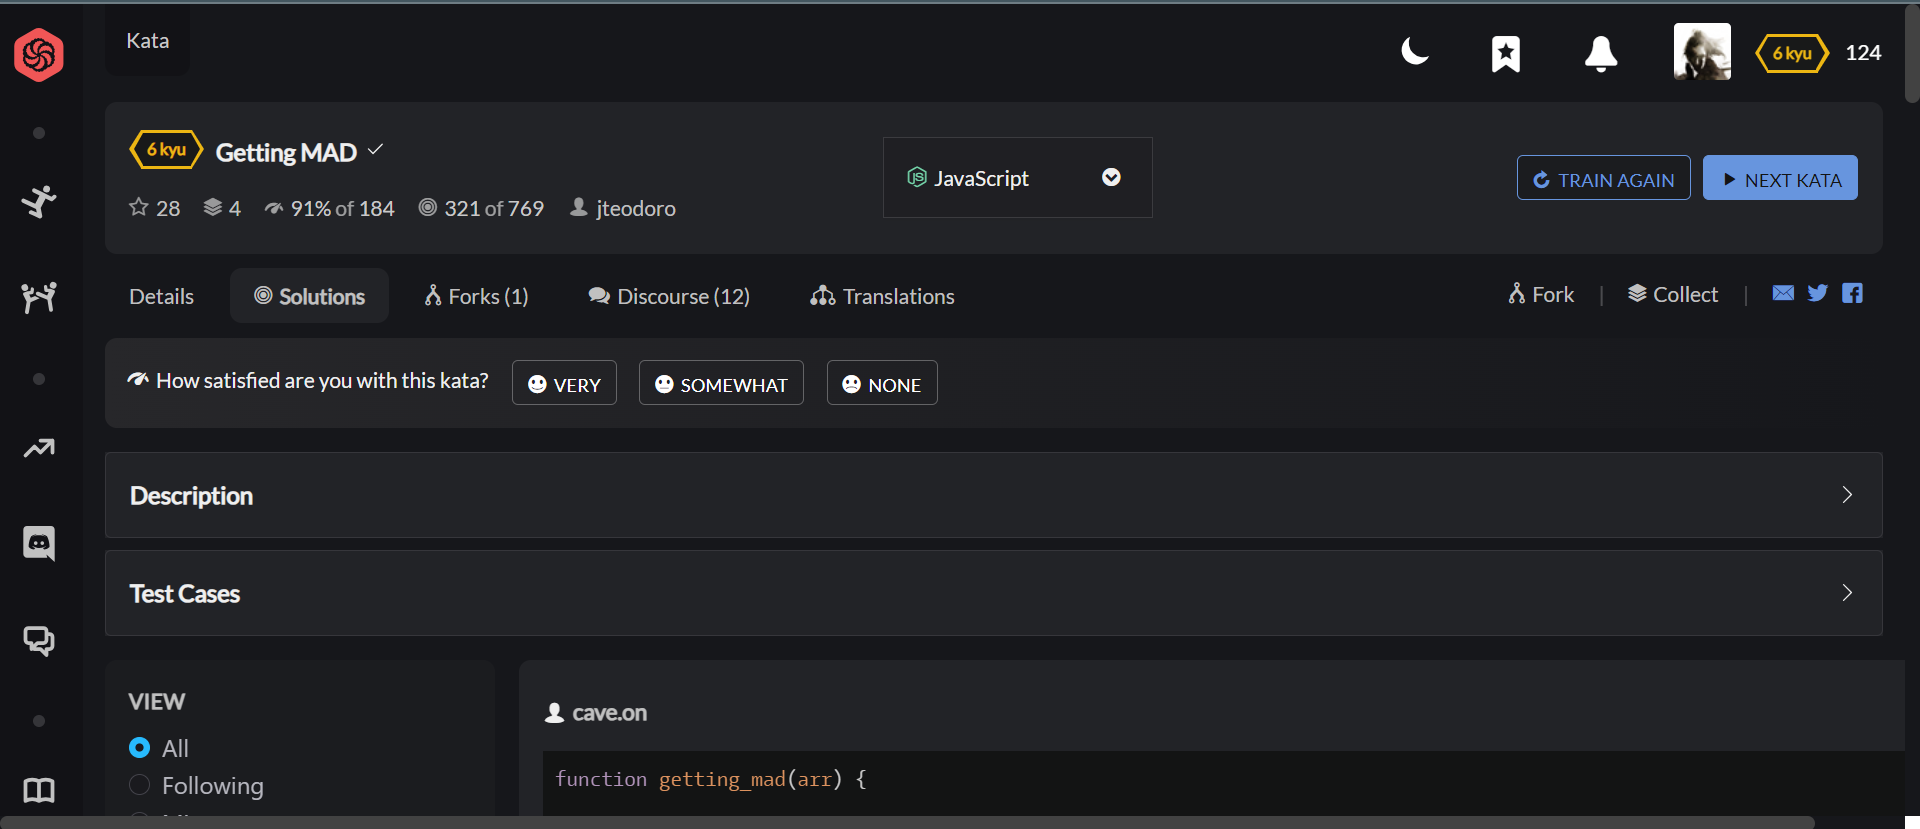 Kata
6 kyu
124
6 kyu
Getting MAD
28
4
91% of 184
321 of 769
jteodoro
JS
JavaScript
TRAIN AGAIN
NEXT KATA
Details
Solutions
Forks (1)
Discourse (12)
Translations
Fork
|
Collect
|
How satisfied are you with this kata?
VERY
SOMEWHAT
NONE
Description
Test Cases
VIEW
All
Following
cave.on
function getting_mad(arr) {